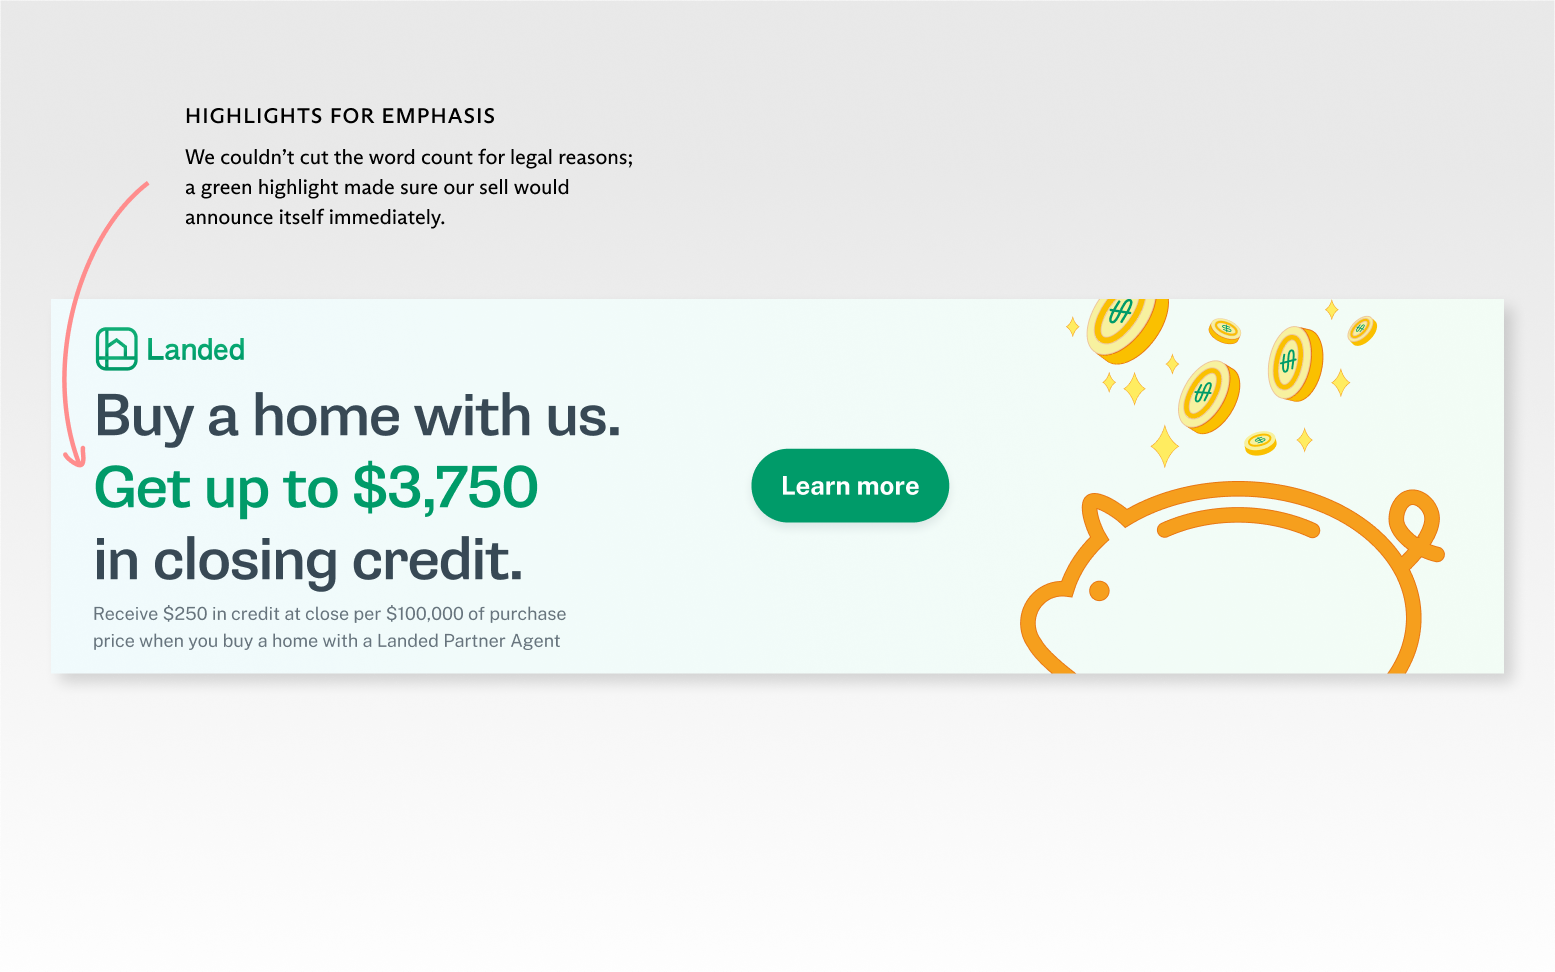 HIGHLIGHTS FOR EMPHASIS
We couldn’t cut the word count for legal reasons;
a green highlight made sure our sell would
announce itself immediately.
Landed
Buy a home with us.
Get up to $3,750
in closing credit.
Receive $250 in credit at close per $100,000 of purchase
price when you buy a home with a Landed Partner Agent
Learn more